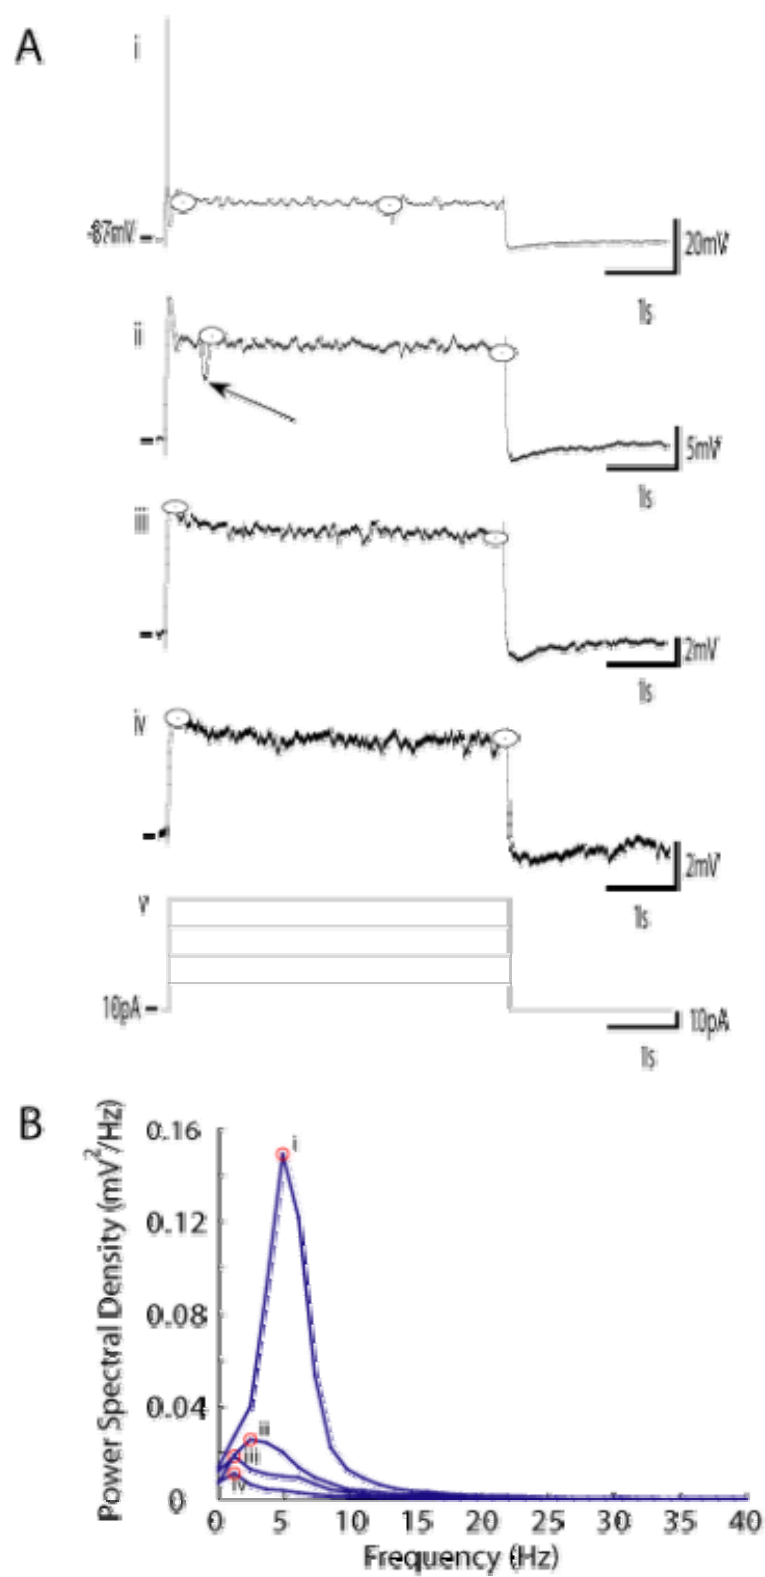 A
i
-67mV
20mV
1s
ii
5mV
1s
iii
2mV
1s
iv
2mV
1s
v
10pA
10pA
1s
B
Power Spectral Density (mV²/Hz)
0.16
0.12
0.08
0.04
0
i
ii
iii
iv
0 5 10 15 20 25 30 35 40
Frequency (Hz)